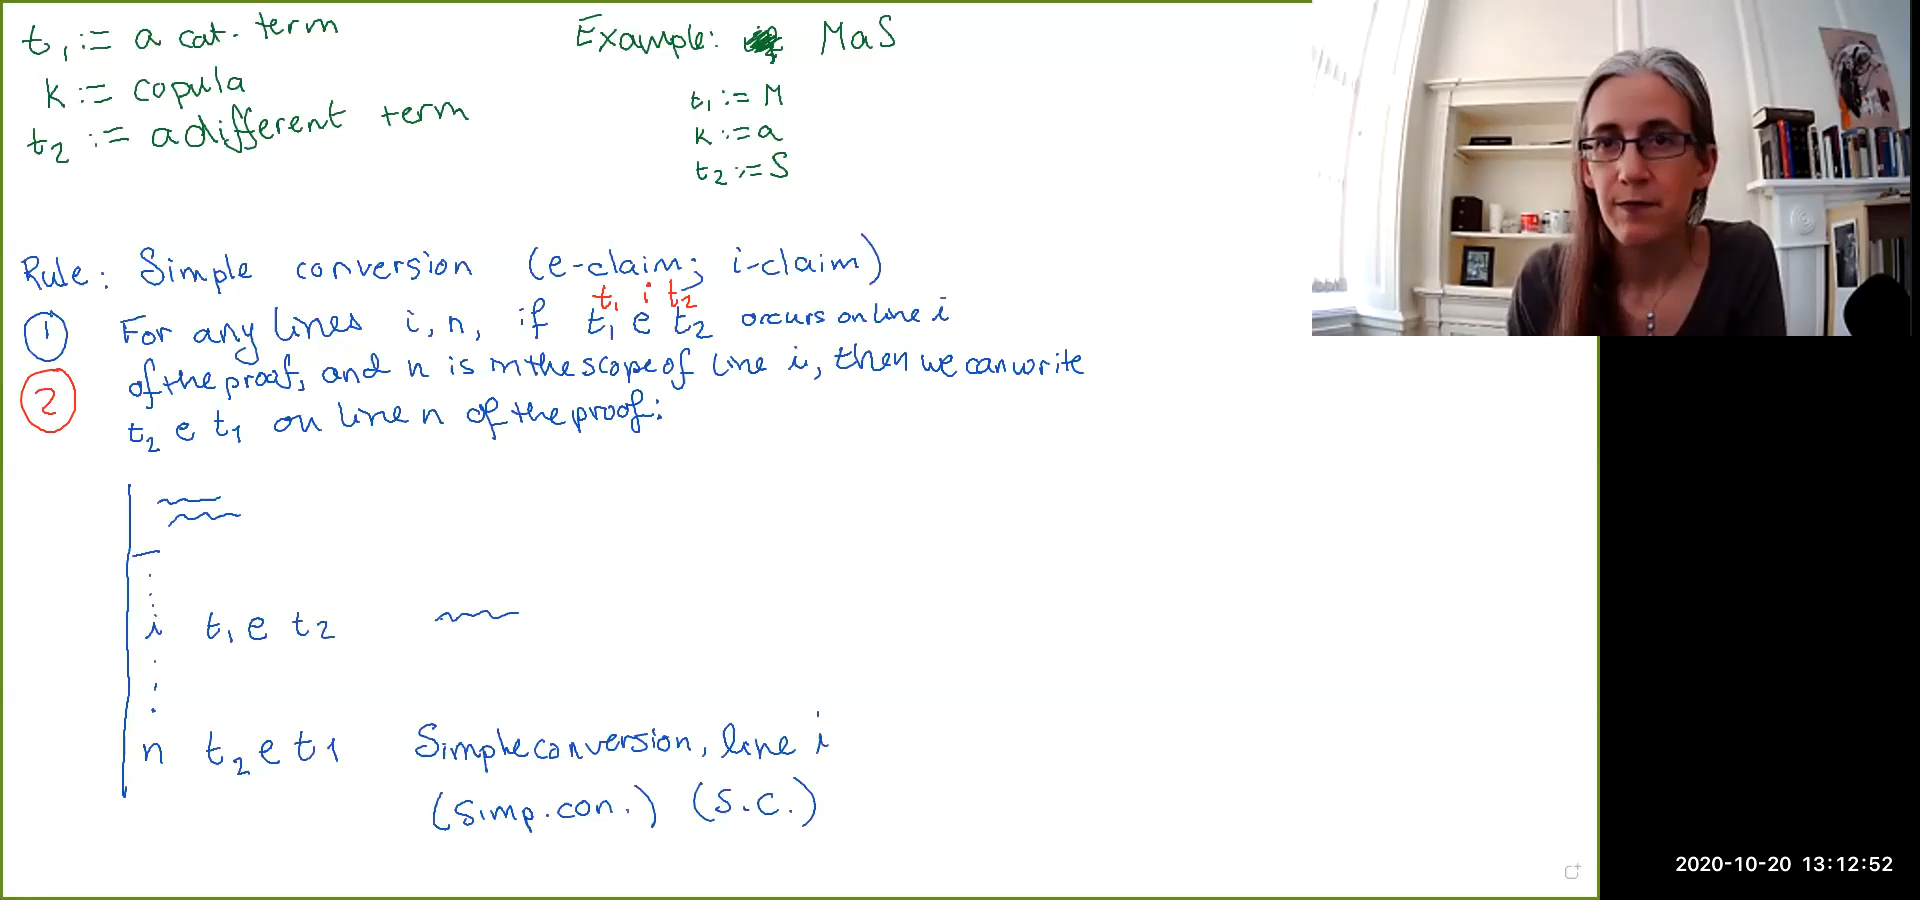 t₁ := a cat. term
k := copula
t₂ := a different term
Example: MaS
t₁ := M
k := a
t₂ := S
Rule: Simple conversion (e-claim; i-claim)
t₁ i t₂
1 For any lines i, n, if t₁ e t₂ occurs on line i
2 of the proof, and n is in the scope of line i, then we can write
t₂ e t₁ on line n of the proof:
i t₁ e t₂
n t₂ e t1 Simple conversion, line i
(simp. con.) (S.C.)
2020-10-20 13:12:52